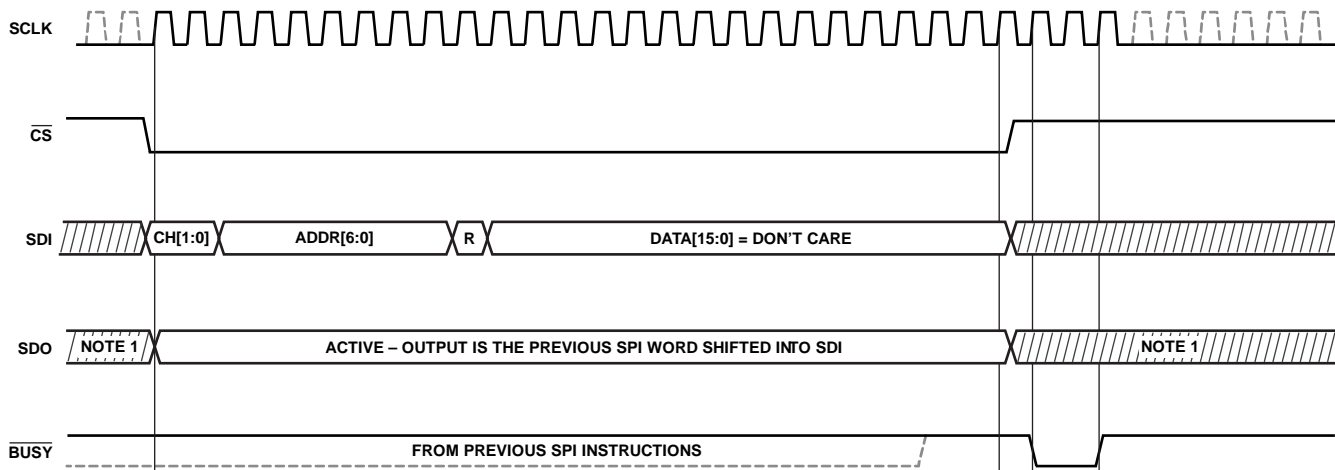 SCLK
CS
SDI
CH[1:0]
ADDR[6:0]
R
DATA[15:0] = DON'T CARE
SDO
NOTE 1
ACTIVE – OUTPUT IS THE PREVIOUS SPI WORD SHIFTED INTO SDI
NOTE 1
BUSY
FROM PREVIOUS SPI INSTRUCTIONS